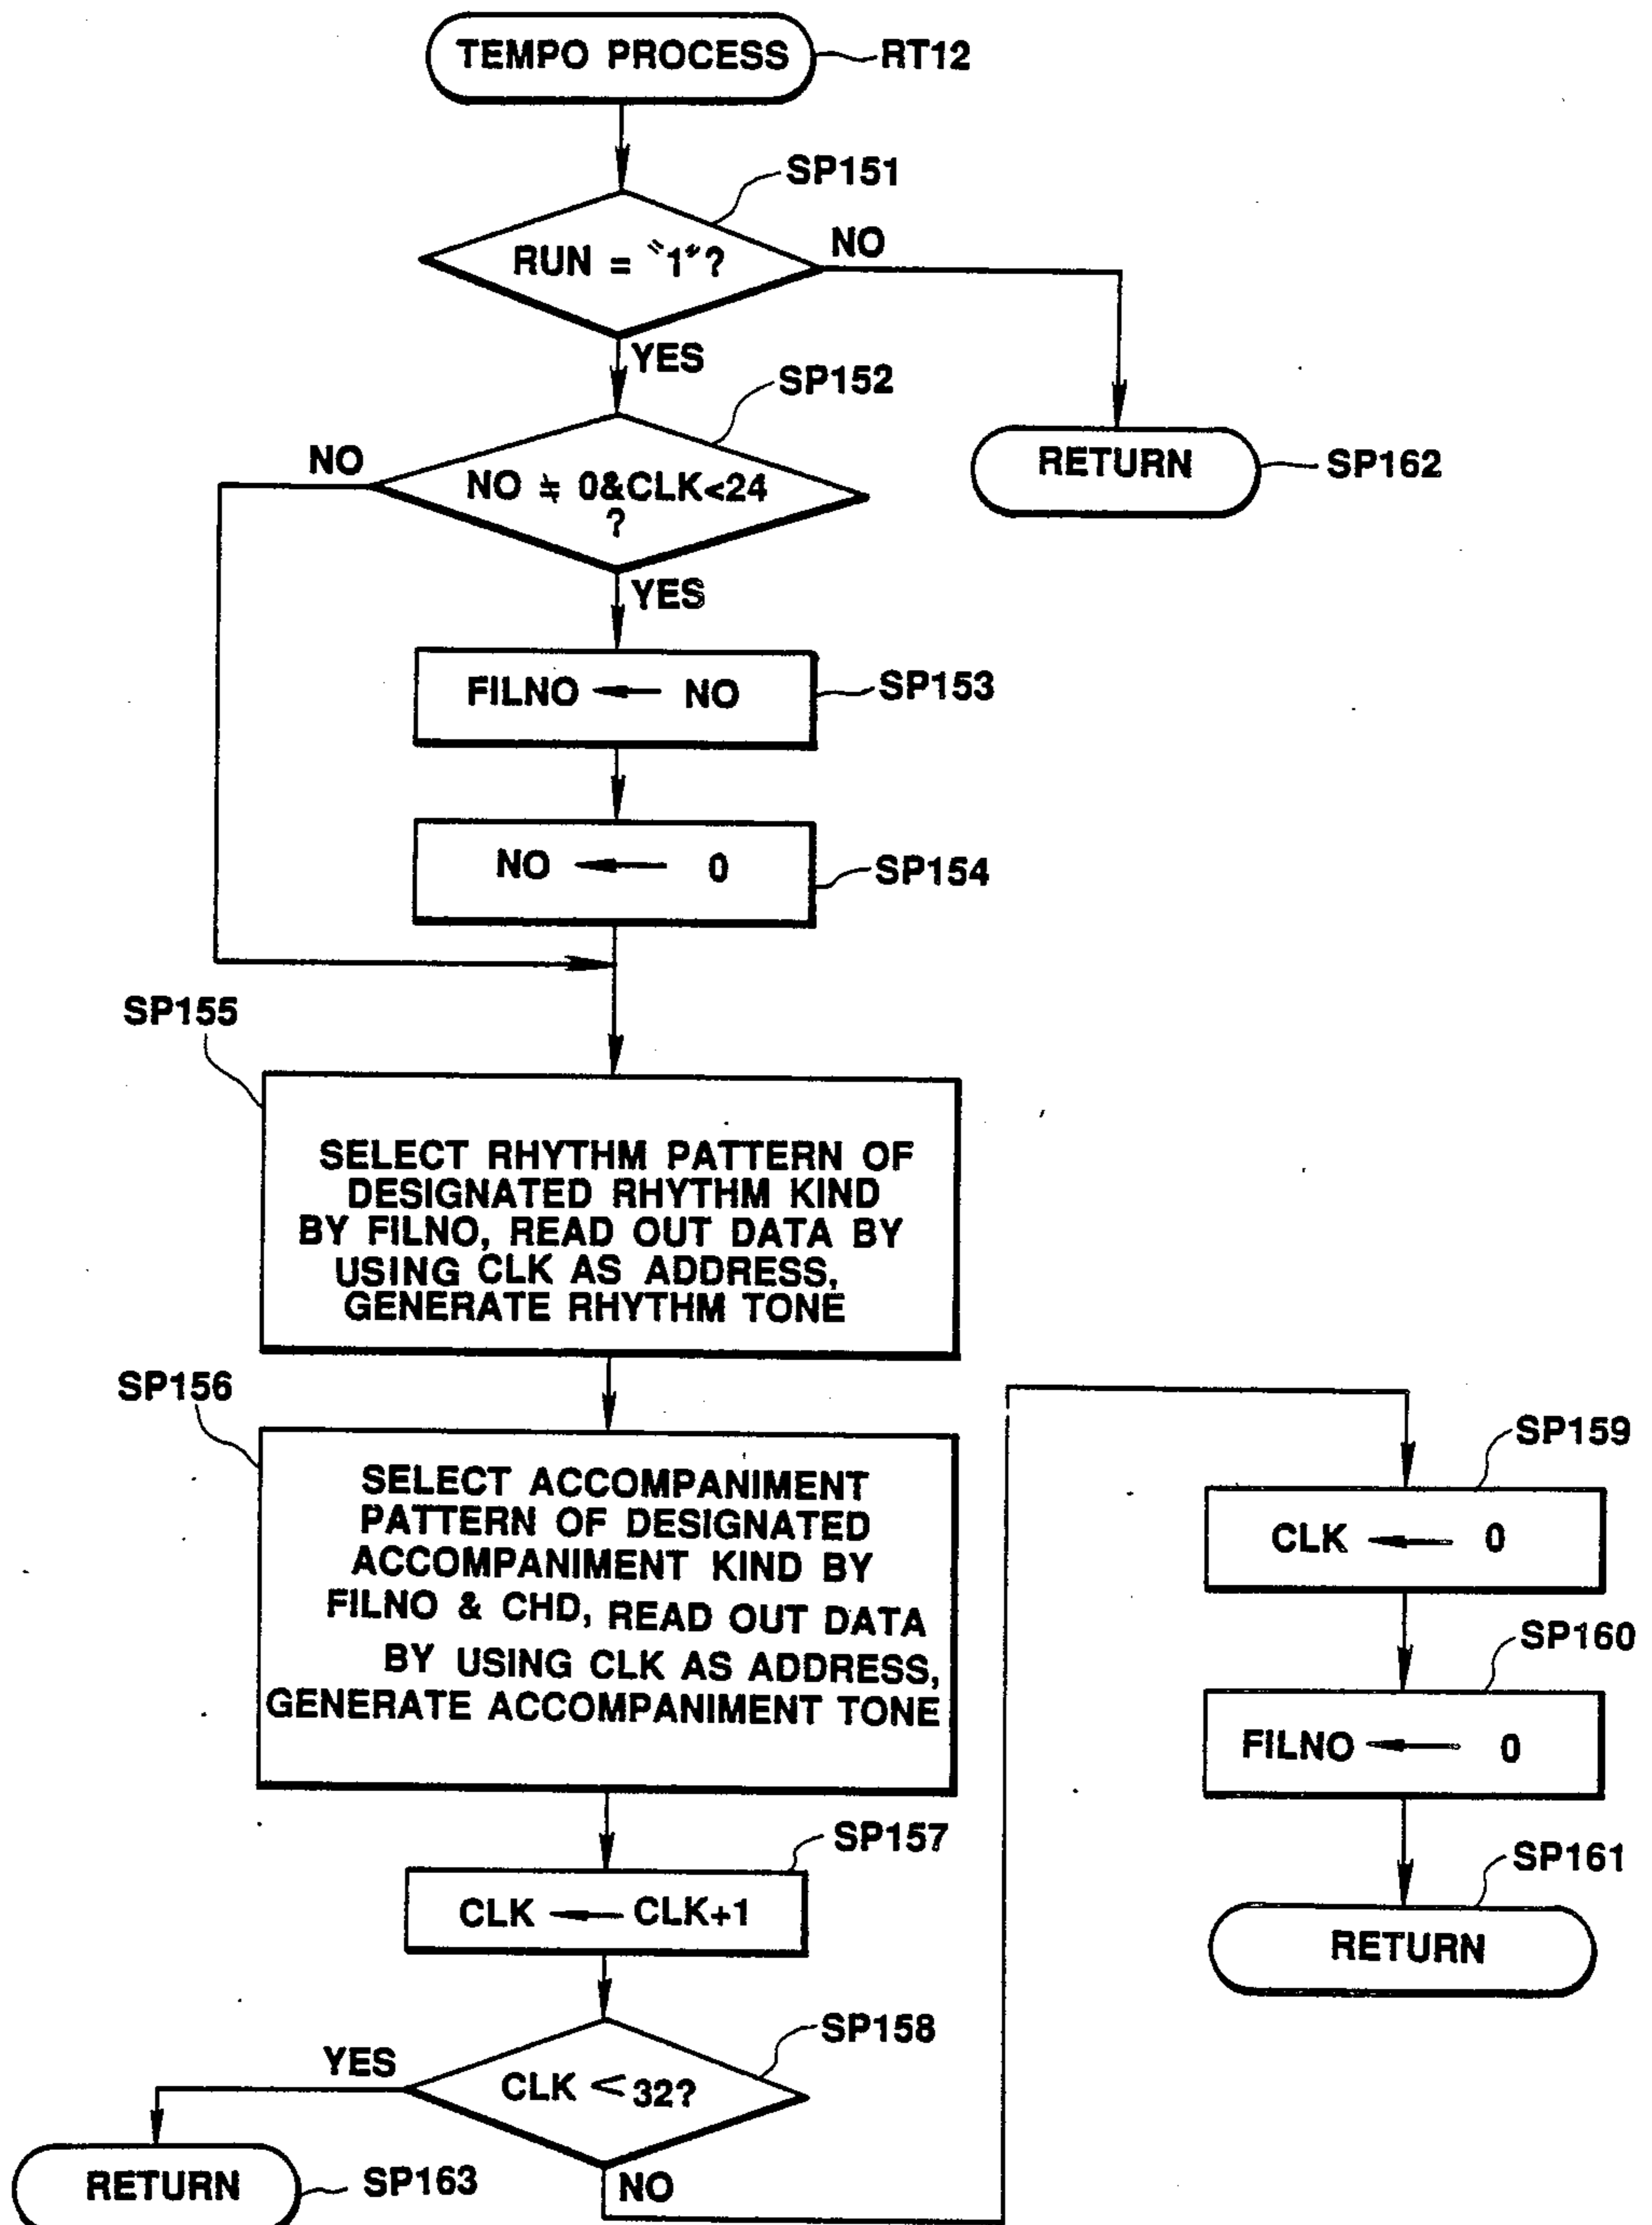 TEMPO PROCESS
RT12
SP151
RUN = "1"?
NO
YES
SP152
NO
NO ≠ 0&CLK<24
?
YES
RETURN
SP162
FILNO ← NO
SP153
NO ← 0
SP154
SP155
SELECT RHYTHM PATTERN OF
DESIGNATED RHYTHM KIND
BY FILNO, READ OUT DATA BY
USING CLK AS ADDRESS,
GENERATE RHYTHM TONE
SP156
SELECT ACCOMPANIMENT
PATTERN OF DESIGNATED
ACCOMPANIMENT KIND BY
FILNO & CHD, READ OUT DATA
BY USING CLK AS ADDRESS,
GENERATE ACCOMPANIMENT TONE
SP157
CLK ← CLK+1
SP158
YES
CLK < 32?
RETURN
SP163
NO
SP159
CLK ← 0
SP160
FILNO ← 0
SP161
RETURN